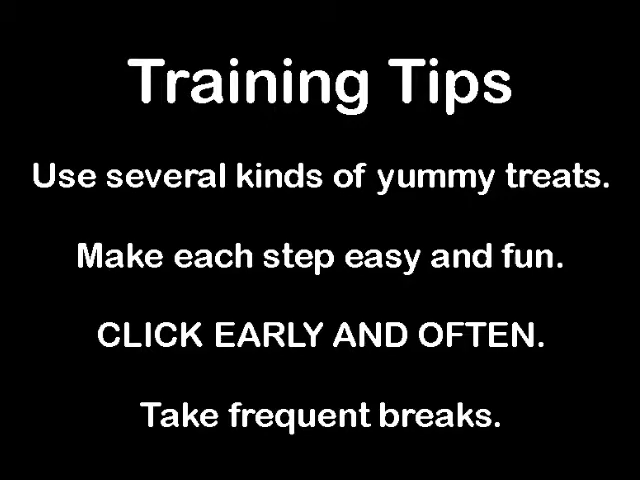 Training Tips
Use several kinds of yummy treats.
Make each step easy and fun.
CLICK EARLY AND OFTEN.
Take frequent breaks.